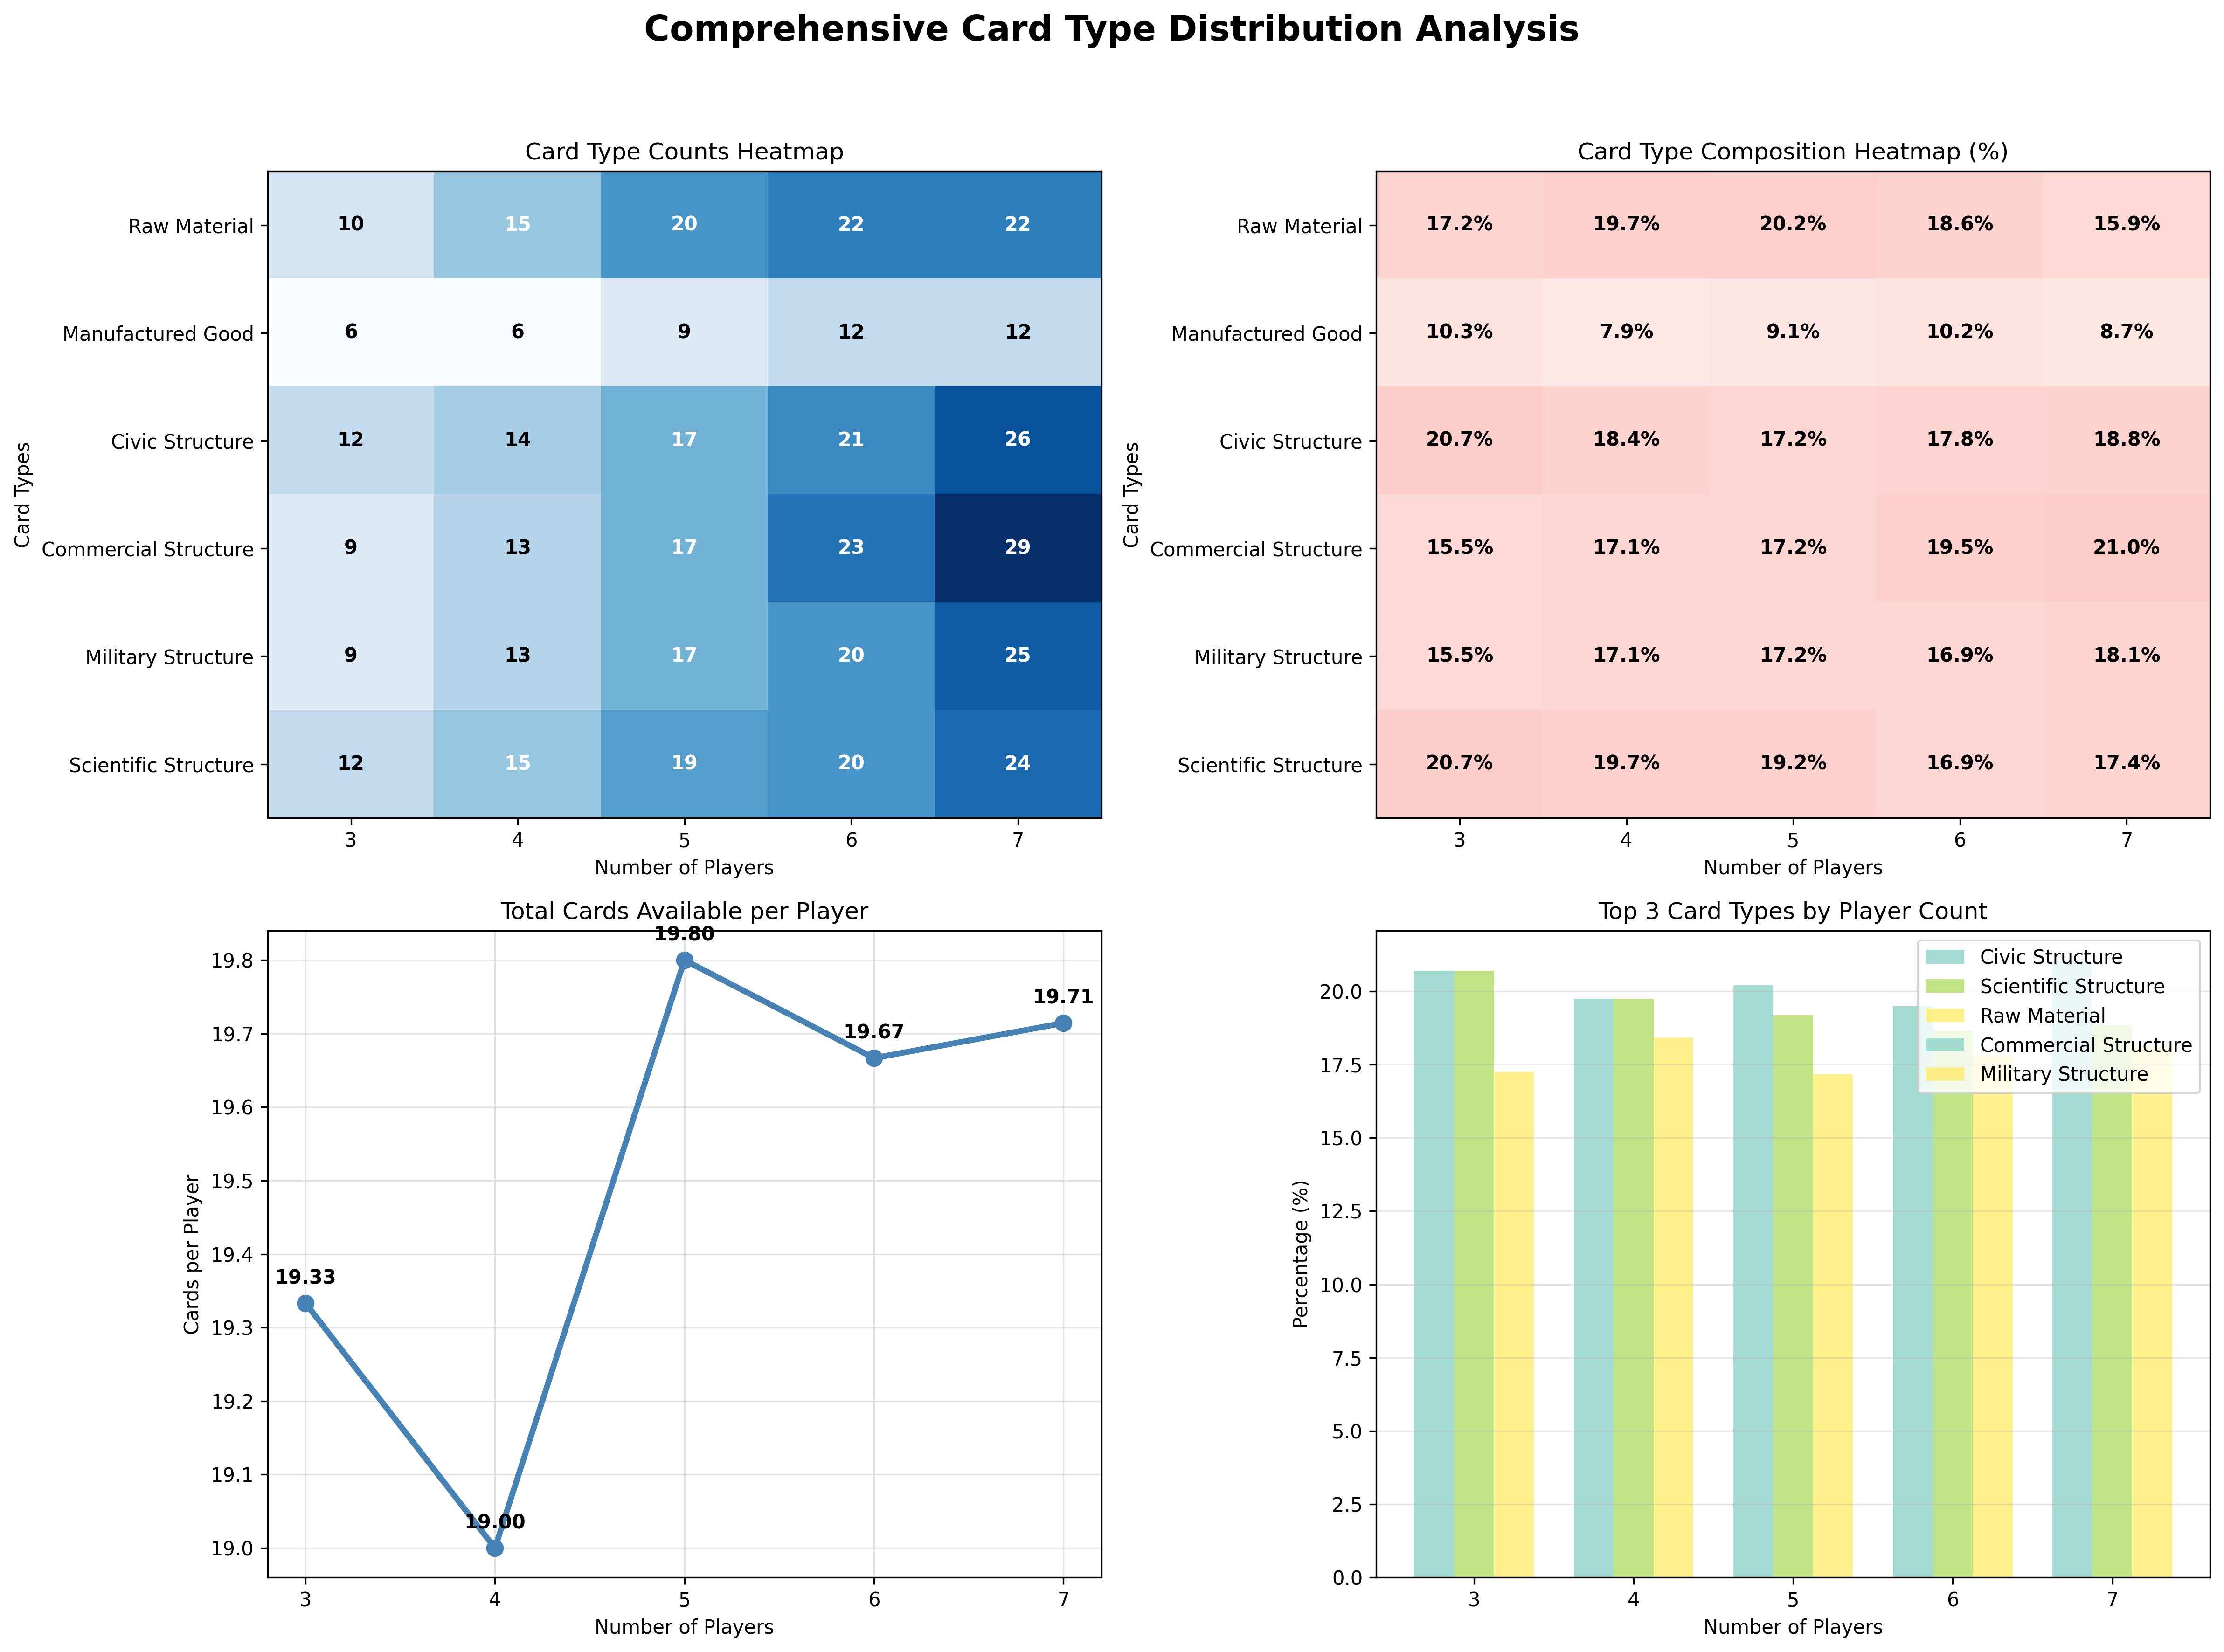 Comprehensive Card Type Distribution Analysis
Card Type Counts Heatmap
Card Types
Raw Material 10 15 20 22 22
Manufactured Good 6 6 9 12 12
Civic Structure 12 14 17 21 26
Commercial Structure 9 13 17 23 29
Military Structure 9 13 17 20 25
Scientific Structure 12 15 19 20 24
3 4 5 6 7
Number of Players
Card Type Composition Heatmap (%)
Card Types
Raw Material 17.2% 19.7% 20.2% 18.6% 15.9%
Manufactured Good 10.3% 7.9% 9.1% 10.2% 8.7%
Civic Structure 20.7% 18.4% 17.2% 17.8% 18.8%
Commercial Structure 15.5% 17.1% 17.2% 19.5% 21.0%
Military Structure 15.5% 17.1% 17.2% 16.9% 18.1%
Scientific Structure 20.7% 19.7% 19.2% 16.9% 17.4%
3 4 5 6 7
Number of Players
Total Cards Available per Player
Cards per Player
19.8
19.7
19.6
19.5
19.4
19.3
19.2
19.1
19.0
19.33
19.00
19.80
19.67
19.71
3 4 5 6 7
Number of Players
Top 3 Card Types by Player Count
Percentage (%)
20.0
17.5
15.0
12.5
10.0
7.5
5.0
2.5
0.0
Civic Structure
Scientific Structure
Raw Material
Commercial Structure
Military Structure
3 4 5 6 7
Number of Players